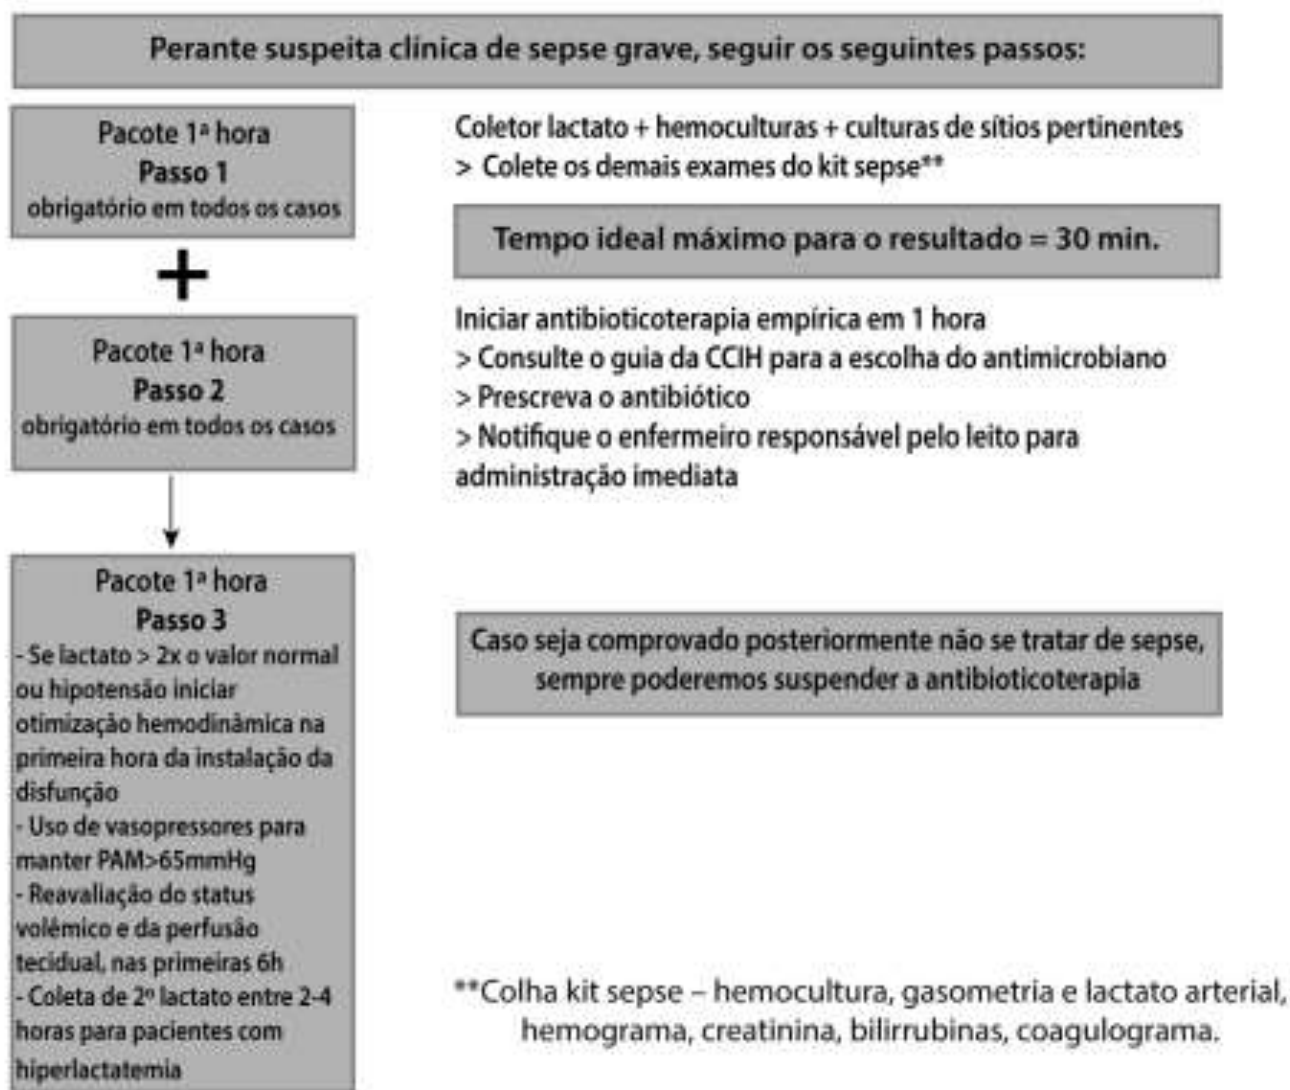 Perante suspeita clínica de sepse grave, seguir os seguintes passos:
Pacote 1ª hora
Passo 1
obrigatório em todos os casos
Coletor lactato + hemoculturas + culturas de sítios pertinentes
> Colete os demais exames do kit sepse**
Tempo ideal máximo para o resultado = 30 min.
+
Pacote 1ª hora
Passo 2
obrigatório em todos os casos
Iniciar antibioticoterapia empírica em 1 hora
> Consulte o guia da CCIH para a escolha do antimicrobiano
> Prescreva o antibiótico
> Notifique o enfermeiro responsável pelo leito para
administração imediata
Pacote 1ª hora
Passo 3
- Se lactato > 2x o valor normal
ou hipotensão iniciar
otimização hemodinâmica na
primeira hora da instalação da
disfunção
- Uso de vasopressores para
manter PAM>65mmHg
- Reavaliação do status
volêmico e da perfusão
tecidual, nas primeiras 6h
- Coleta de 2º lactato entre 2-4
horas para pacientes com
hiperlactatemia
Caso seja comprovado posteriormente não se tratar de sepse,
sempre poderemos suspender a antibioticoterapia
**Colha kit sepse – hemocultura, gasometria e lactato arterial,
hemograma, creatinina, bilirrubinas, coagulograma.